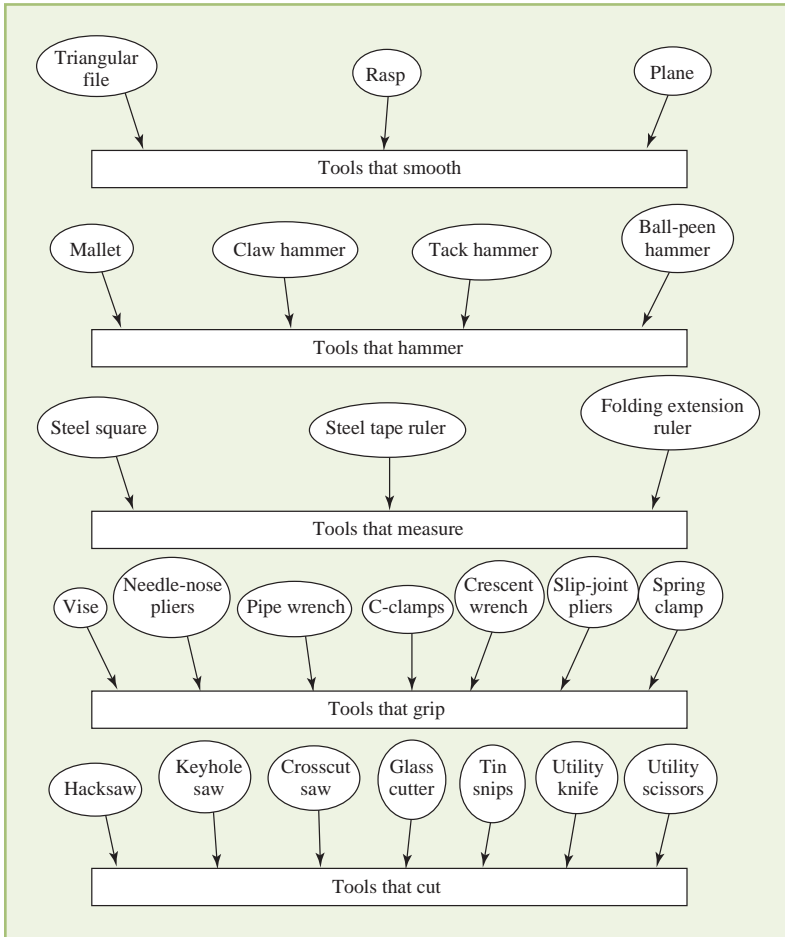 Triangular
file
Rasp
Plane
Tools that smooth
Mallet
Claw hammer
Tack hammer
Ball-peen
hammer
Tools that hammer
Steel square
Steel tape ruler
Folding extension
ruler
Tools that measure
Vise
Needle-nose
pliers
Pipe wrench
C-clamps
Crescent
wrench
Slip-joint
pliers
Spring
clamp
Tools that grip
Hacksaw
Keyhole
saw
Crosscut
saw
Glass
cutter
Tin
snips
Utility
knife
Utility
scissors
Tools that cut